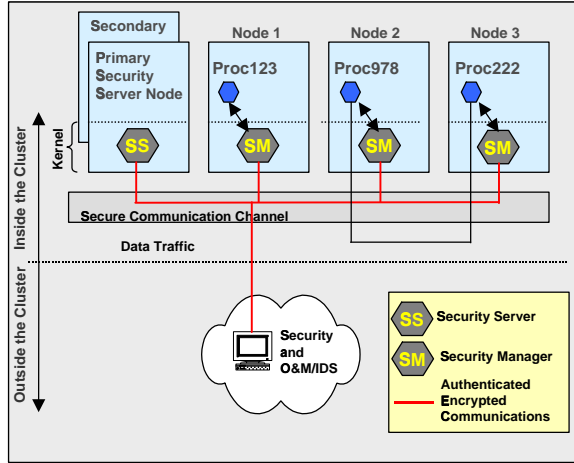 Secondary
Primary
Security
Server Node
Node 1
Node 2
Node 3
Proc123
Proc978
Proc222
Kernel
SS
SM
SM
SM
Inside the Cluster
Secure Communication Channel
Data Traffic
Outside the Cluster
Security
and
O&M/IDS
SS
Security Server
SM
Security Manager
Authenticated
Encrypted
Communications